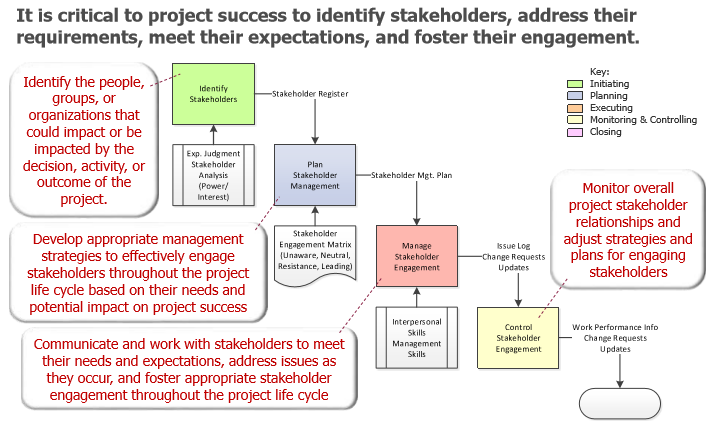 It is critical to project success to identify stakeholders, address their
requirements, meet their expectations, and foster their engagement.
Identify the people,
groups, or
organizations that
could impact or be
impacted by the
decision, activity, or
outcome of the
project.
Identify
Stakeholders
Stakeholder Register
Key:
Initiating
Planning
Executing
Monitoring & Controlling
Closing
Exp. Judgment
Stakeholder
Analysis
(Power/
Interest)
Plan
Stakeholder
Management
Stakeholder Mgt. Plan
Monitor overall
project stakeholder
relationships and
adjust strategies and
plans for engaging
stakeholders
Develop appropriate management
strategies to effectively engage
stakeholders throughout the project
life cycle based on their needs and
potential impact on project success
Stakeholder
Engagement Matrix
(Unaware, Neutral,
Resistance, Leading)
Manage
Stakeholder
Engagement
Issue Log
Change Requests
Updates
Communicate and work with stakeholders to meet
their needs and expectations, address issues as
they occur, and foster appropriate stakeholder
engagement throughout the project life cycle
Interpersonal
Skills
Management
Skills
Control
Stakeholder
Engagement
Work Performance Info
Change Requests
Updates